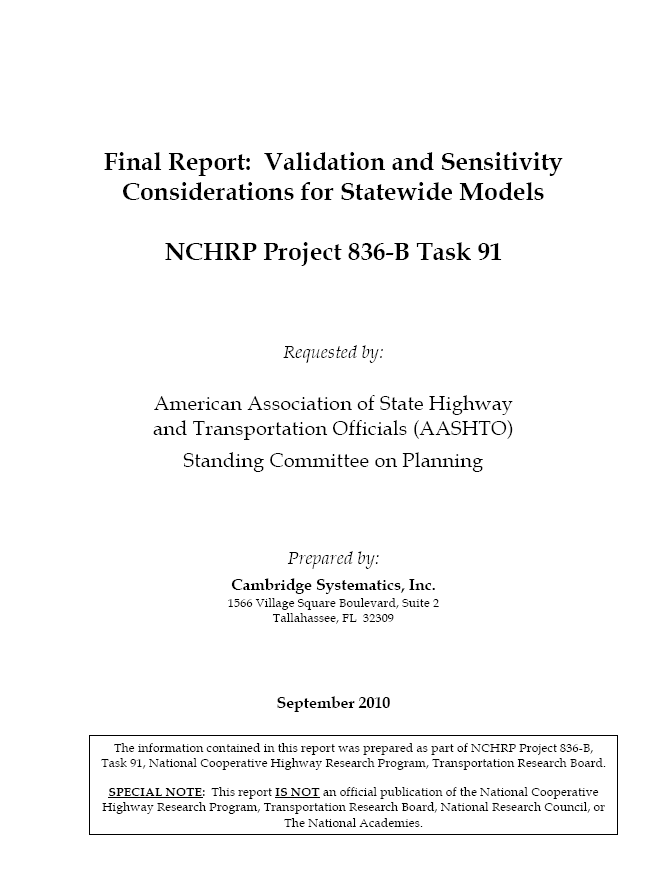 Final Report:  Validation and Sensitivity
Considerations for Statewide Models
NCHRP Project 836-B Task 91
Requested by:
American Association of State Highway
and Transportation Officials (AASHTO)
Standing Committee on Planning
Prepared by:
Cambridge Systematics, Inc.
1566 Village Square Boulevard, Suite 2
Tallahassee, FL  32309
September 2010
The information contained in this report was prepared as part of NCHRP Project 836-B,
Task 91, National Cooperative Highway Research Program, Transportation Research Board.
SPECIAL NOTE:  This report IS NOT an official publication of the National Cooperative
Highway Research Program, Transportation Research Board, National Research Council, or
The National Academies.